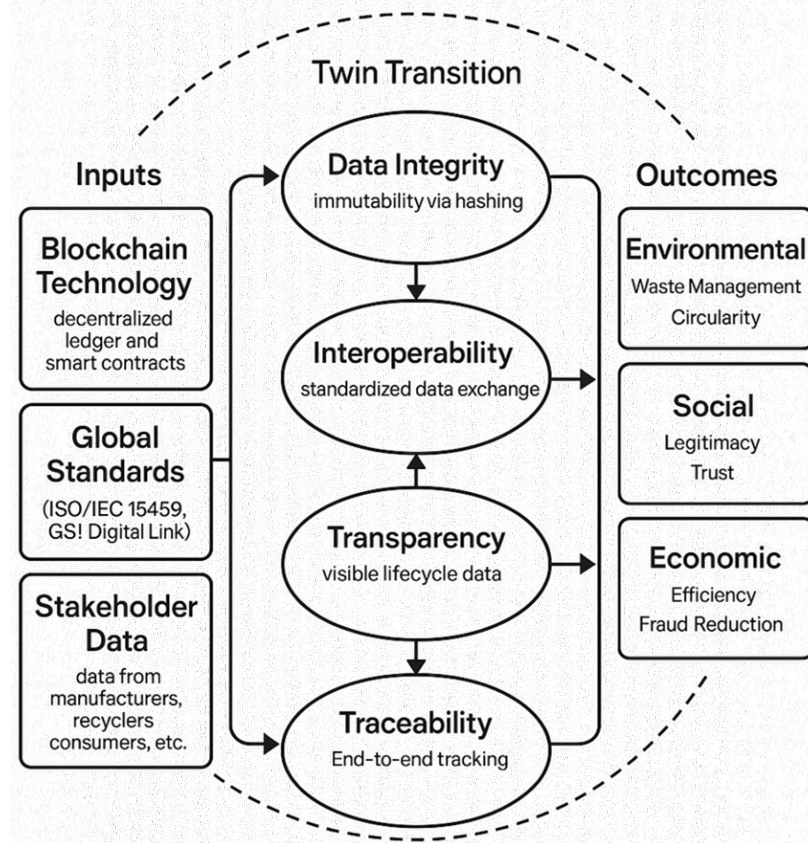 Twin Transition
Inputs
Blockchain
Technology
decentralized
ledger and
smart contracts
Global
Standards
(ISO/IEC 15459,
GS! Digital Link)
Stakeholder
Data
data from
manufacturers,
recyclers
consumers, etc.
Data Integrity
immutability via hashing
Interoperability
standardized data exchange
Transparency
visible lifecycle data
Traceability
End-to-end tracking
Outcomes
Environmental
Waste Management
Circularity
Social
Legitimacy
Trust
Economic
Efficiency
Fraud Reduction